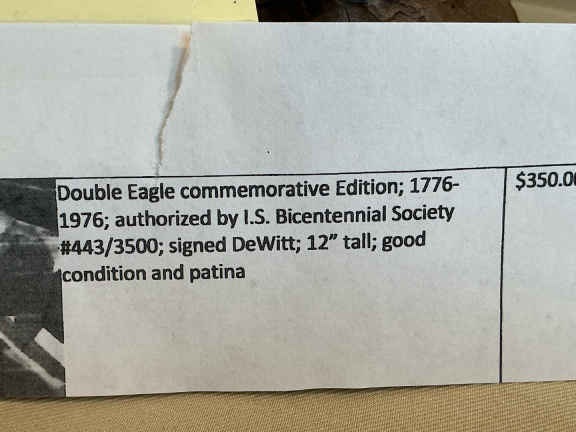 Double Eagle commemorative Edition; 1776-
1976; authorized by I.S. Bicentennial Society
#443/3500; signed DeWitt; 12” tall; good
condition and patina
$350.00